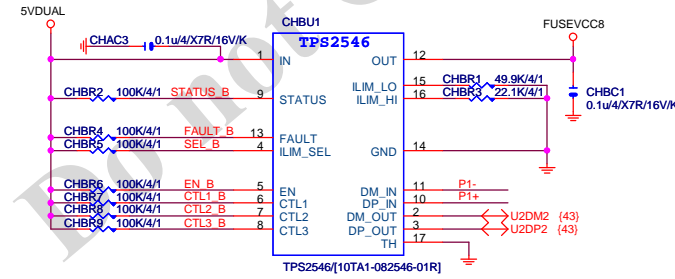 5VDUAL
CHBU1
FUSEVCC8
CHAC3 0.1u/4/X7R/16V/K
TPS2546
1 IN
OUT 12
CHBR2 100K/4/1 STATUS_B 9 STATUS
ILIM_LO 15 CHBR1 49.9K/4/1
ILIM_HI 16 CHBR3 22.1K/4/1
CHBC1
0.1u/4/X7R/16V/K
CHBR4 100K/4/1 FAULT_B 13 FAULT
CHBR5 100K/4/1 SEL_B 4 ILIM_SEL
GND 14
CHBR6 100K/4/1 EN_B 5 EN
CHBR7 100K/4/1 CTL1_B 6 CTL1
CHBR8 100K/4/1 CTL2_B 7 CTL2
CHBR9 100K/4/1 CTL3_B 8 CTL3
DM_IN 11 P1-
DP_IN 10 P1+
DM_OUT 2 U2DM2 {43}
DP_OUT 3 U2DP2 {43}
TH 17
TPS2546/[10TA1-082546-01R]
Do not